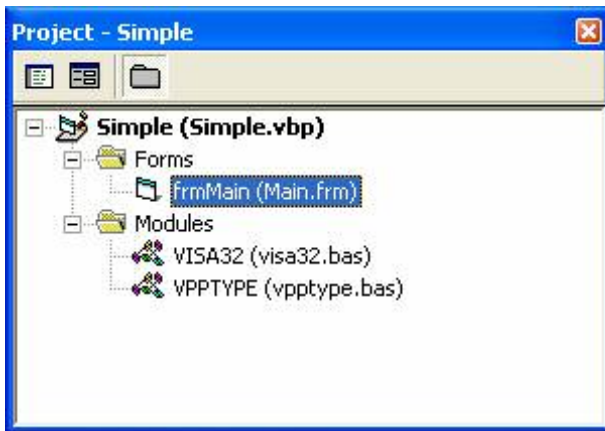 Project - Simple
Simple (Simple.vbp)
Forms
frmMain (Main.frm)
Modules
VISA32 (visa32.bas)
VPPTYPE (vpptype.bas)